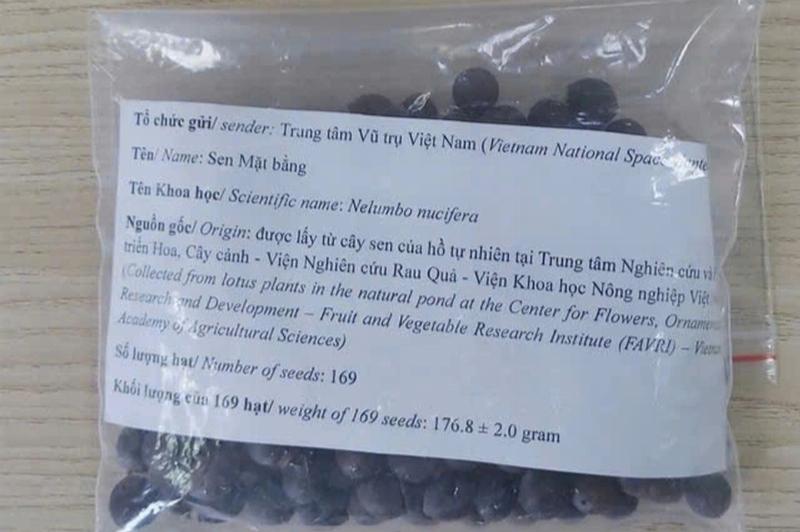 Tổ chức gửi/ sender: Trung tâm Vũ trụ Việt Nam (Vietnam National
Tên/ Name: Sen Mặt bằng
Tên Khoa học/ Scientific name: Nelumbo nucifera
Nguồn gốc/ Origin: được lấy từ cây sen của hồ tự nhiên tại Trung tâm Nghiên cứu và
triển Hoa, Cây cảnh - Viện Nghiên cứu Rau Quả - Viện Khoa học Nông nghiệp Việt
(Collected from lotus plants in the natural pond at the Center for Flowers,
Research and Development – Fruit and Vegetable Research Institute (FAVRI) –
Academy of Agricultural Sciences)
Số lượng hạt/ Number of seeds: 169
Khối lượng của 169 hạt/ weight of 169 seeds: 176.8 ± 2.0 gram